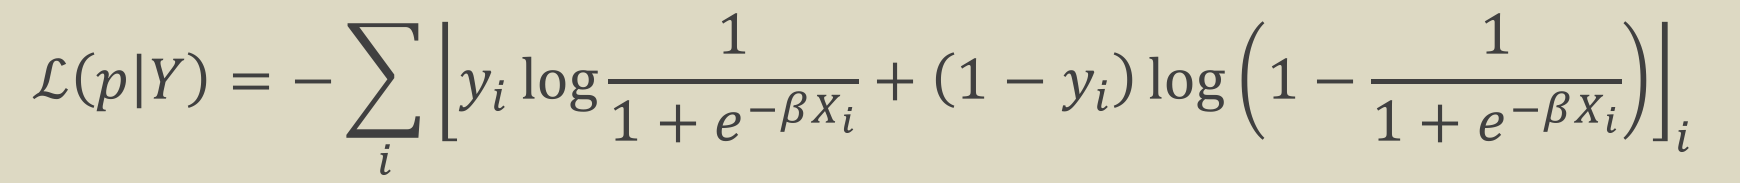 ℒ(p|Y) = − ∑_i ⌊y_i log 1/(1 + e^{−βX_i}) + (1 − y_i) log (1 − 1/(1 + e^{−βX_i}))⌋_i